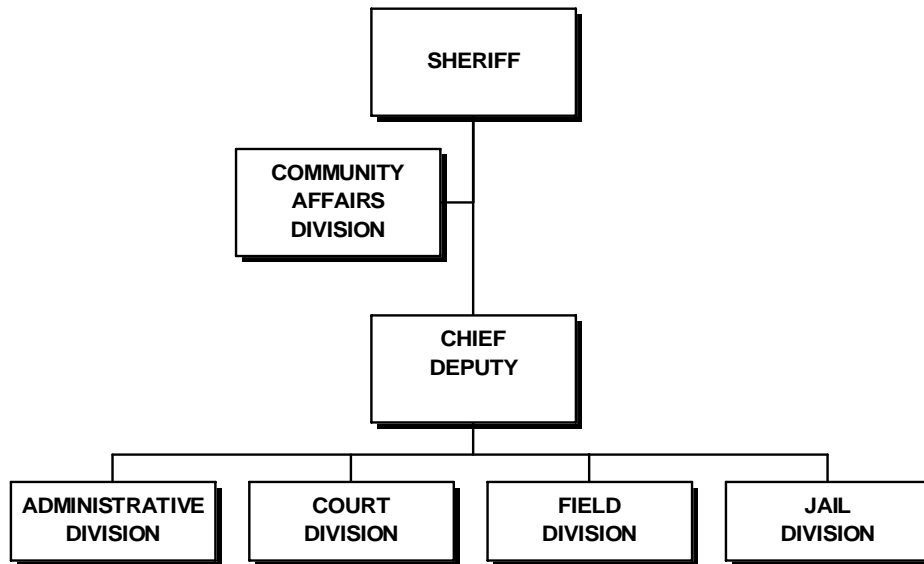 SHERIFF
COMMUNITY
AFFAIRS
DIVISION
CHIEF
DEPUTY
ADMINISTRATIVE
DIVISION
COURT
DIVISION
FIELD
DIVISION
JAIL
DIVISION